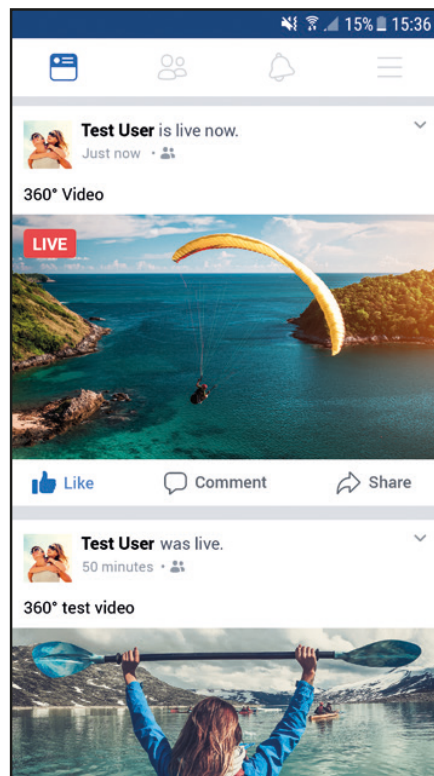 15% 15:36
Test User is live now.
Just now ·
360° Video
LIVE
Like Comment Share
Test User was live.
50 minutes ·
360° test video